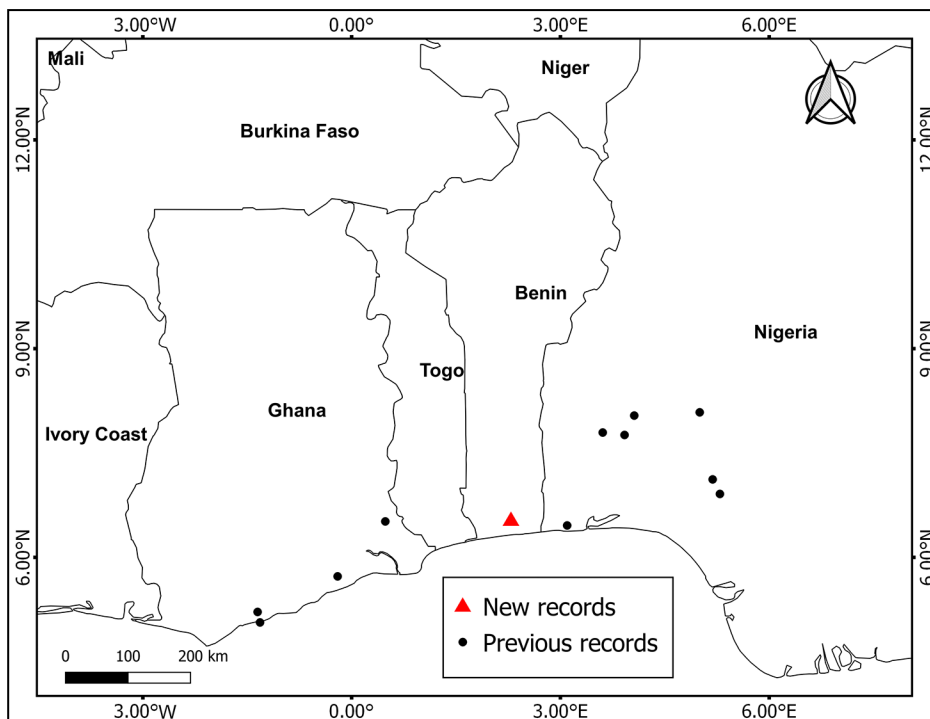 3.00°W 0.00° 3.00°E 6.00°E
Mali
Niger
Burkina Faso
12.00°N 12.00°N
Benin
Nigeria
9.00°N 9.00°N
Togo
Ghana
Ivory Coast
6.00°N 6.00°N
New records
Previous records
0 100 200 km
3.00°W 0.00° 3.00°E 6.00°E